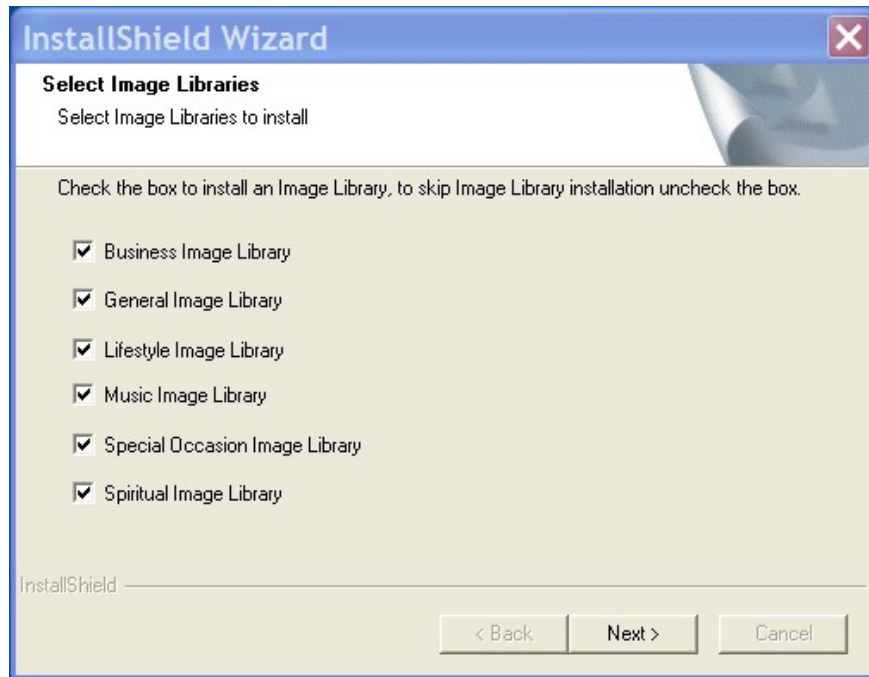 InstallShield Wizard
Select Image Libraries
Select Image Libraries to install
Check the box to install an Image Library, to skip Image Library installation uncheck the box.
Business Image Library
General Image Library
Lifestyle Image Library
Music Image Library
Special Occasion Image Library
Spiritual Image Library
InstallShield
< Back Next > Cancel